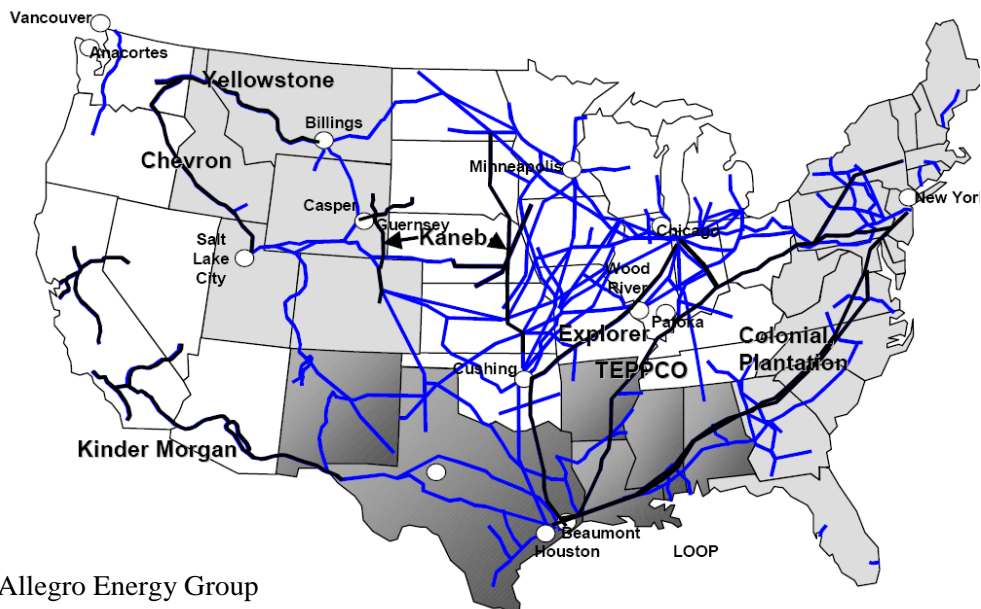 Vancouver
Anacortes
Yellowstone
Billings
Minneapolis
Chevron
Casper
Guernsey
Kaneb
New York
Chicago
Salt
Lake
City
Wood
River
Patoka
Explorer
Colonial,
Plantation
TEPPCO
Cushing
Kinder Morgan
Beaumont
Houston
LOOP
Allegro Energy Group